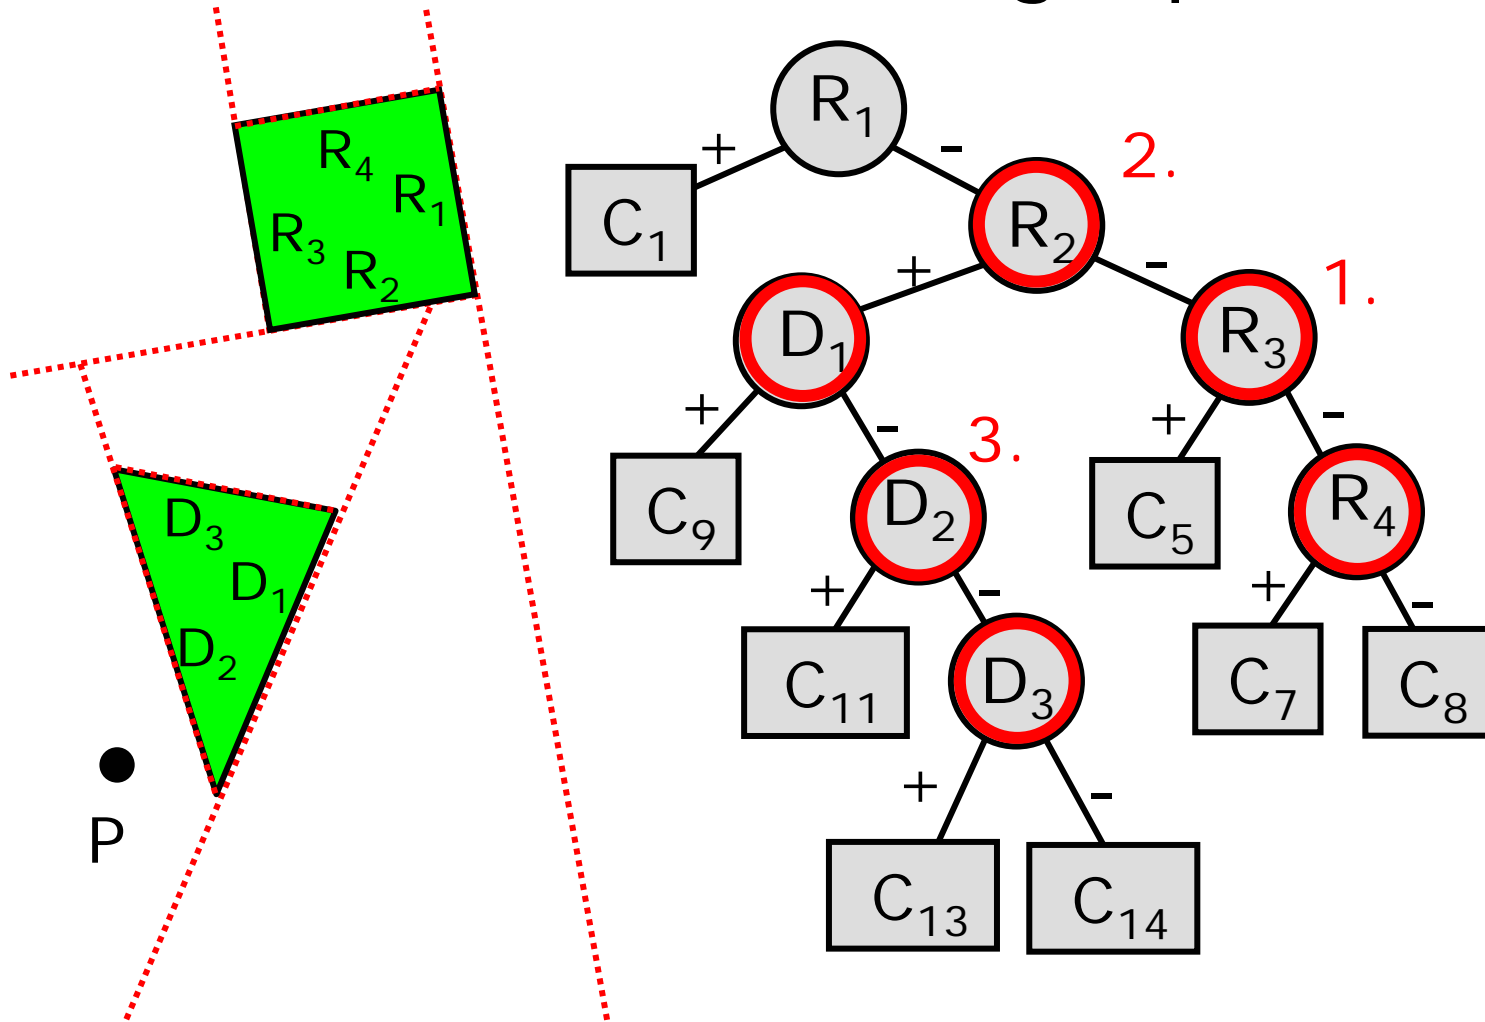 R₁
+
-
2.
R₄
R₁
C₁
R₂
R₃
R₂
+
-
1.
D₁
R₃
+
-
3.
+
-
D₃
C₉
D₂
C₅
R₄
D₁
+
-
+
-
D₂
C₁₁
D₃
C₇
C₈
P
+
-
C₁₃
C₁₄